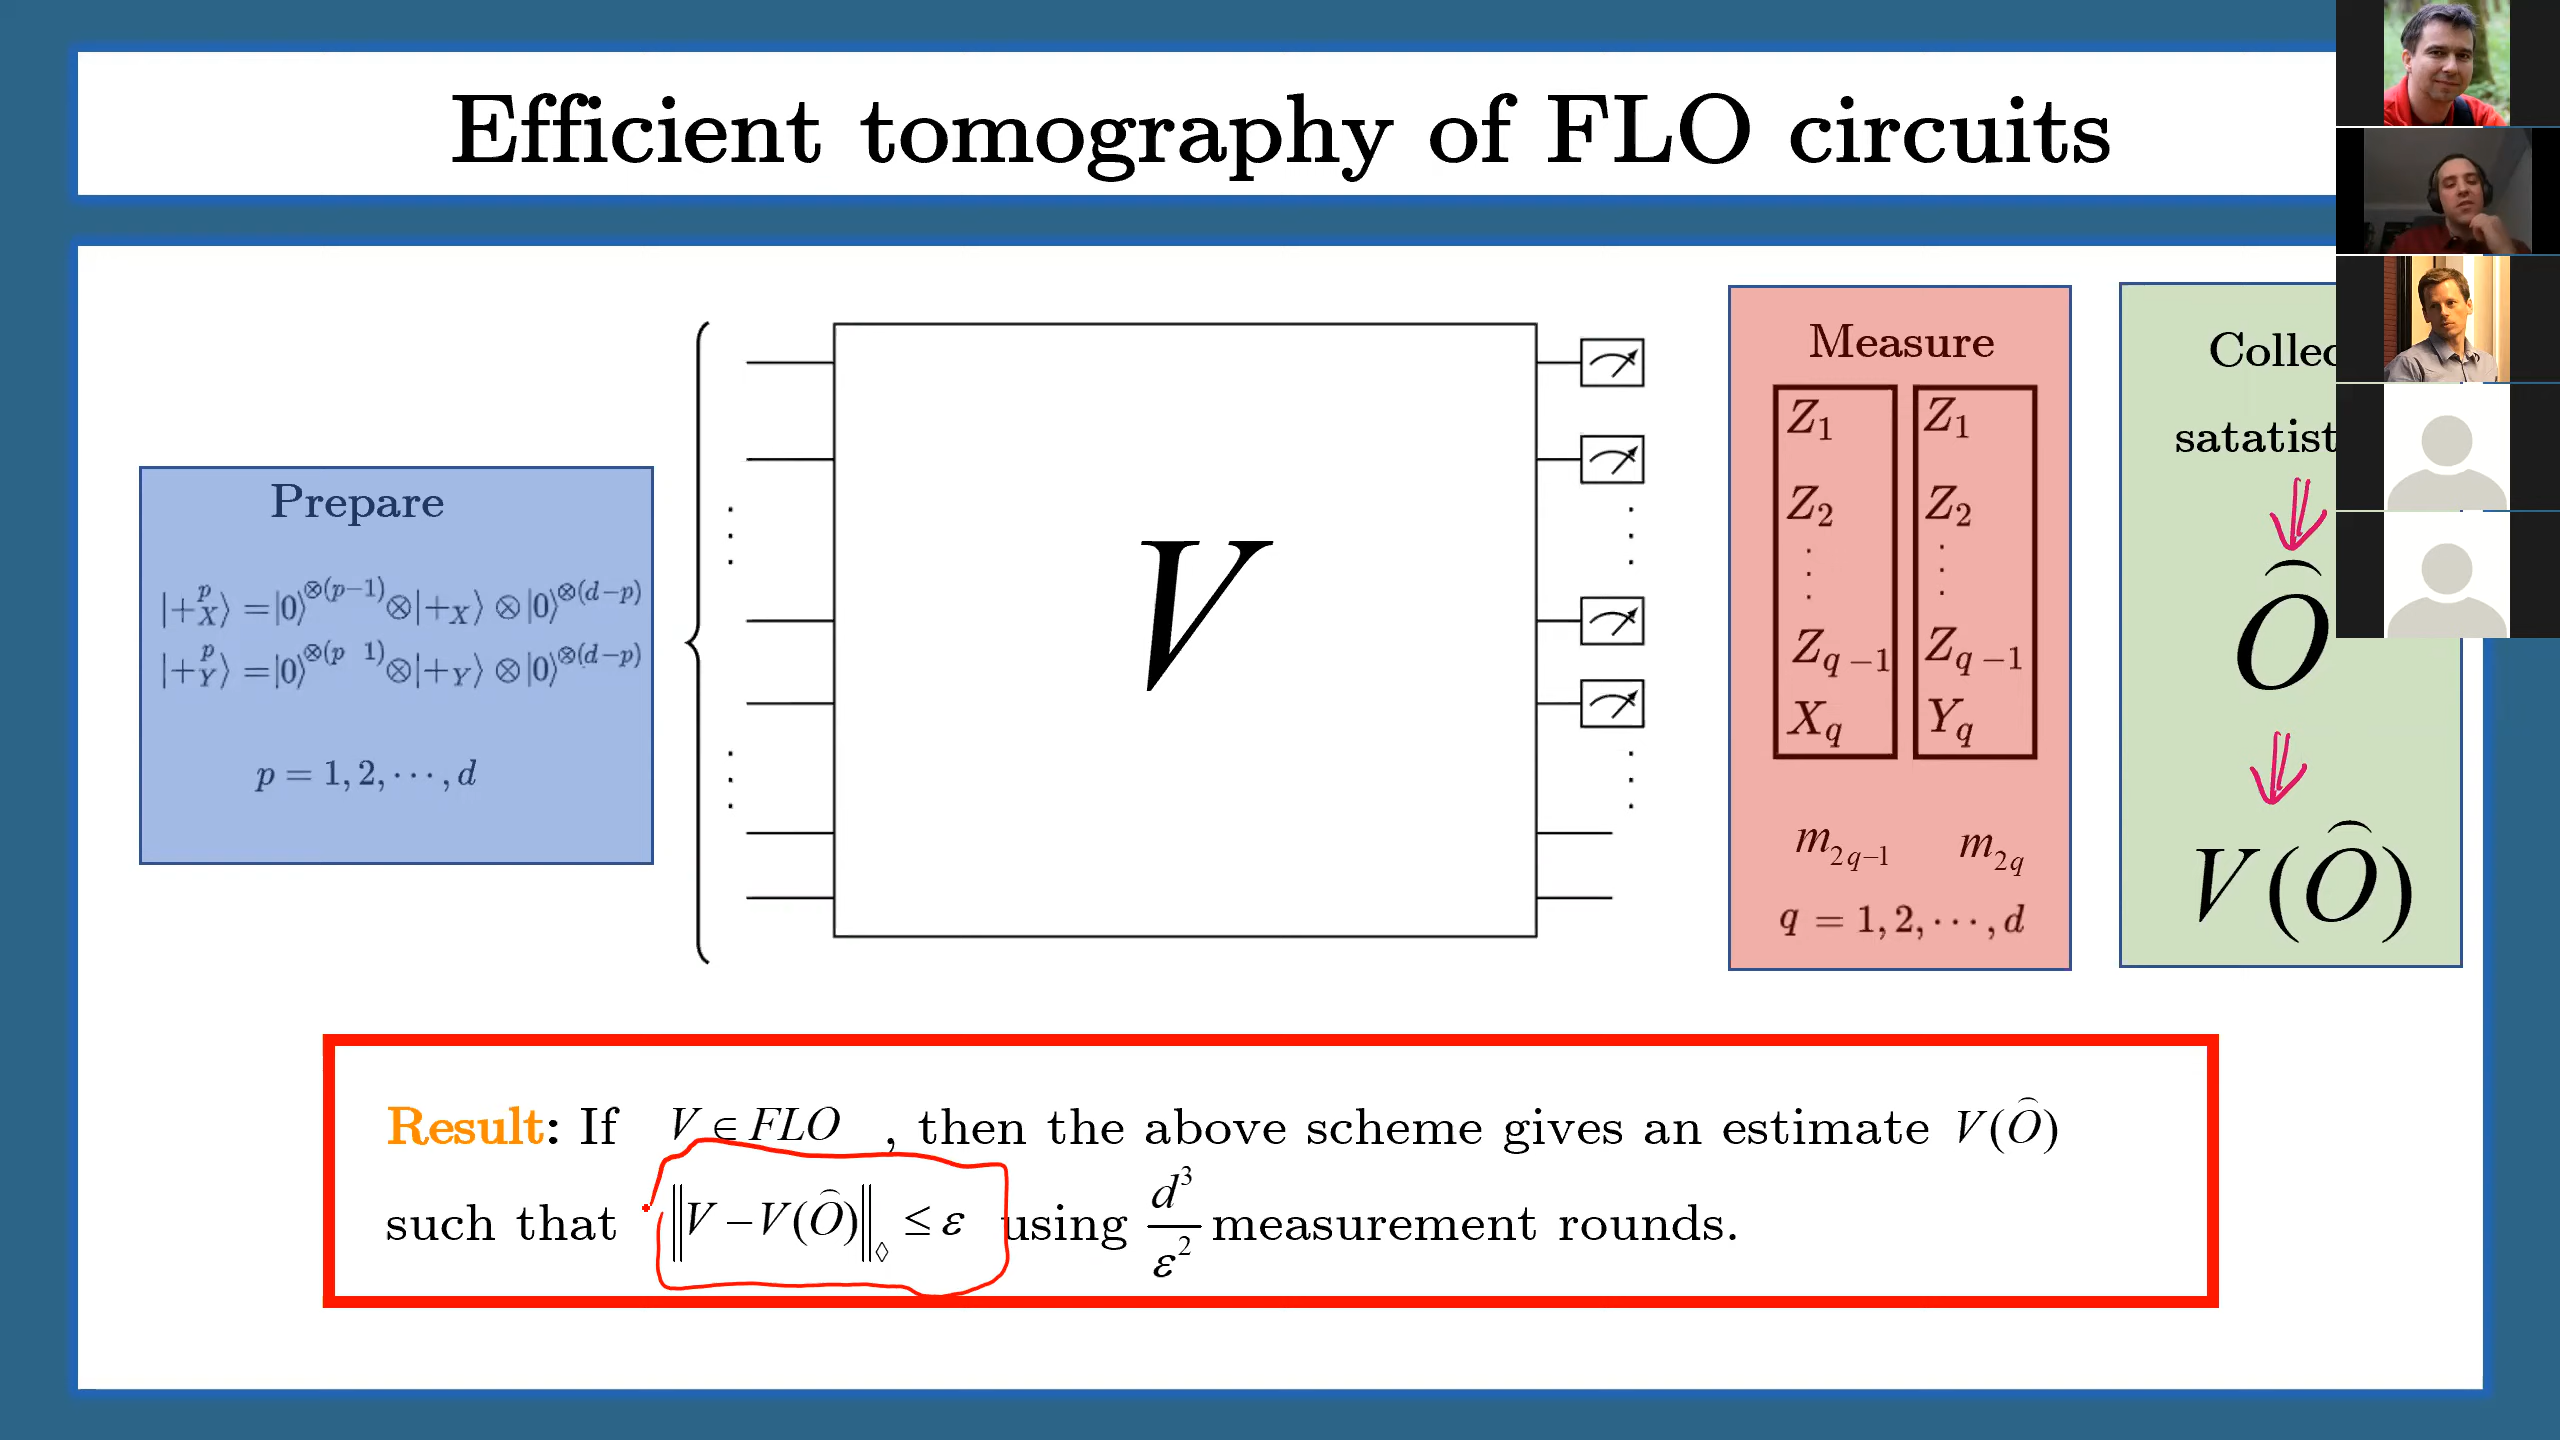 Efficient tomography of FLO circuits
Prepare
|+_X^p⟩ = |0⟩^{⊗(p−1)} ⊗ |+_X⟩ ⊗ |0⟩^{⊗(d−p)}
|+_Y^p⟩ = |0⟩^{⊗(p 1)} ⊗ |+_Y⟩ ⊗ |0⟩^{⊗(d−p)}
p = 1, 2, ⋯, d
V
Measure
Z_1 Z_1
Z_2 Z_2
⋮ ⋮
Z_{q−1} Z_{q−1}
X_q Y_q
m_{2q−1} m_{2q}
q = 1, 2, ⋯, d
Collec
satatist
Ô
V(Ô)
Result: If V ∈ FLO , then the above scheme gives an estimate V(Ô)
such that ‖V − V(Ô)‖_◊ ≤ ε using d³/ε² measurement rounds.